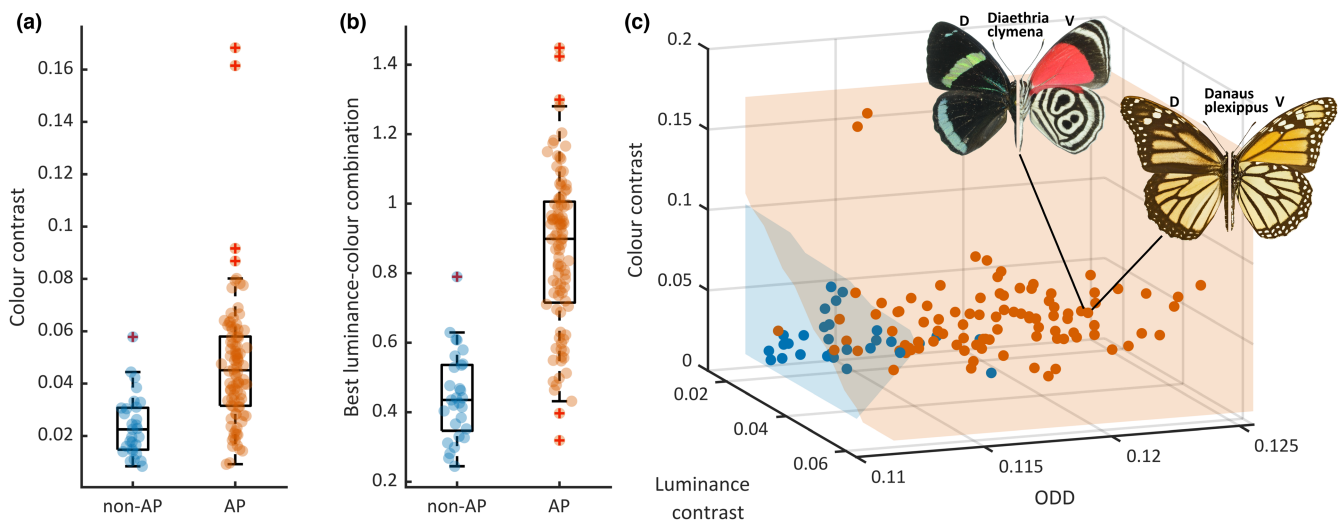 (a)
Colour contrast
0.16
0.14
0.12
0.1
0.08
0.06
0.04
0.02
non-AP
AP
(b)
Best luminance-colour combination
1.4
1.2
1
0.8
0.6
0.4
0.2
non-AP
AP
(c)
Colour contrast
0.2
0.15
0.1
0.05
0
0.02
0.04
0.06
Luminance
contrast
0.11
0.115
0.12
0.125
ODD
D
Diaethria
clymena
V
D
Danaus
plexippus
V